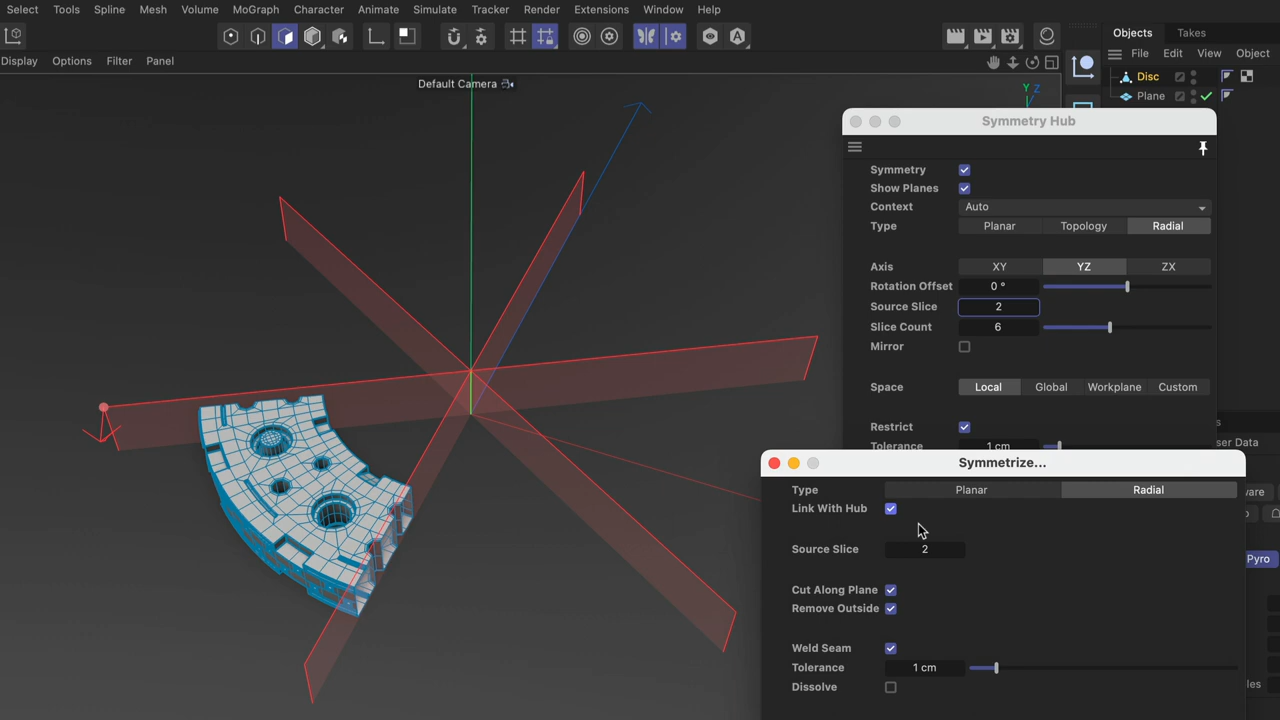 Select Tools Spline Mesh Volume MoGraph Character Animate Simulate Tracker Render Extensions Window Help
Objects Takes
File Edit View Object
Display Options Filter Panel
Default Camera
Y Z
Disc
Plane
Symmetry Hub
Symmetry
Show Planes
Context Auto
Type Planar Topology Radial
Axis XY YZ ZX
Rotation Offset 0 °
Source Slice 2
Slice Count 6
Mirror
Space Local Global Workplane Custom
Restrict
Tolerance 1 cm
Symmetrize...
Type Planar Radial
Link With Hub
Source Slice 2
Cut Along Plane
Remove Outside
Weld Seam
Tolerance 1 cm
Dissolve
ser Data
ware
Pyro
les